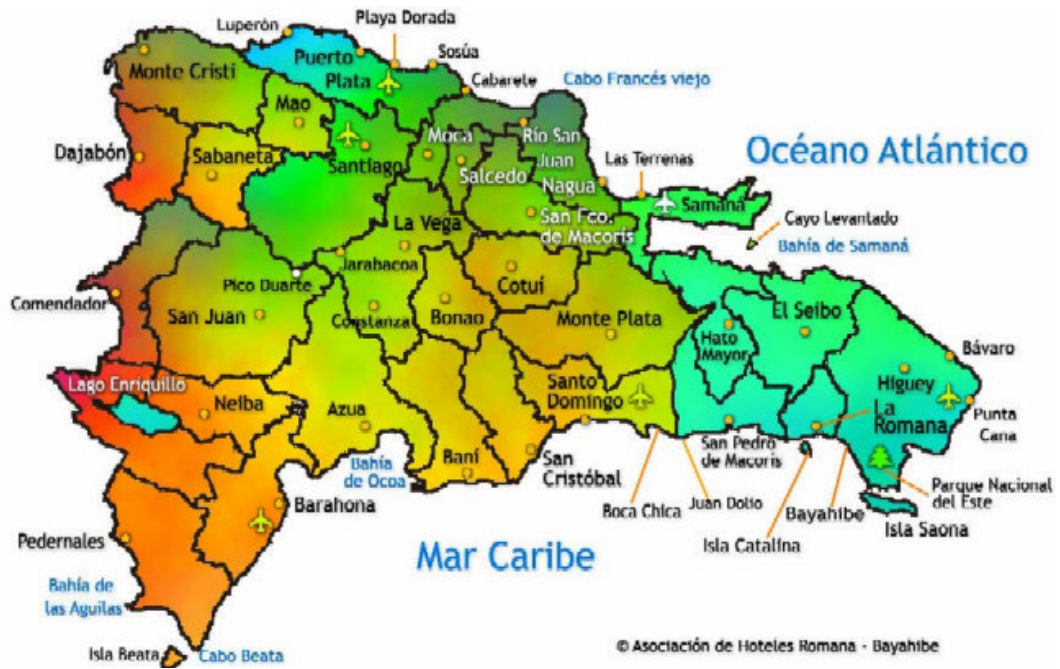 Playa Dorada
Luperón
Puerto
Plata
Sosúa
Monte Cristi
Cabarete
Cabo Francés viejo
Mao
Moca
Río San
Juan
Dajabón
Sabaneta
Santiago
Salcedo
Nagua
Las Terrenas
Océano Atlántico
Samaná
La Vega
San Fco.
de Macorís
Cayo Levantado
Bahía de Samaná
Jarabacoa
Pico Duarte
Cotuí
Comendador
San Juan
Constanza
Bonao
Monte Plata
El Seibo
Hato
Mayor
Bávaro
Lago Enriquillo
Neiba
Azua
Santo
Domingo
Higuey
La
Romana
Punta
Cana
Bahía
de Ocoa
Baní
San
Cristóbal
San Pedro
de Macoris
Parque Nacional
del Este
Barahona
Boca Chica
Juan Dolio
Bayahibe
Isla Catalina
Isla Saona
Pedernales
Mar Caribe
Bahía de
las Aguilas
Isla Beata
Cabo Beata
© Asociación de Hoteles Romana - Bayahibe